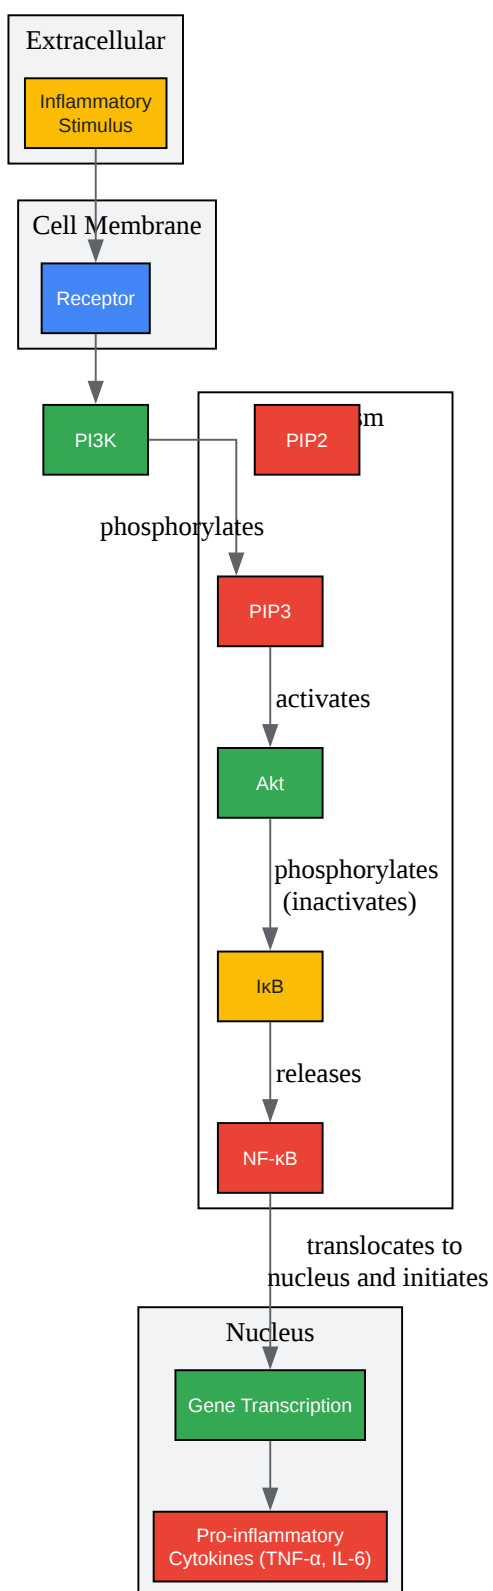 Extracellular
Inflammatory
Stimulus
Cell Membrane
Receptor
PI3K
PIP2
phosphorylates
PIP3
activates
Akt
phosphorylates
(inactivates)
IκB
releases
NF-κB
translocates to
nucleus and initiates
Nucleus
Gene Transcription
Pro-inflammatory
Cytokines (TNF-α, IL-6)